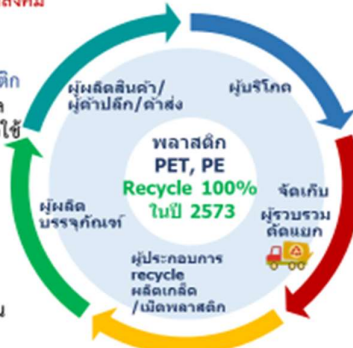 ผู้ผลิตสินค้า/
ผู้ค้าปลีก/ค้าส่ง
ผู้บริโภค
พลาสติก
PET, PE
Recycle 100%
ในปี 2573
จัดเก็บ
ผู้รวบรวม
คัดแยก
ผู้ผลิต
บรรจุภัณฑ์
ผู้ประกอบการ
recycle
ผลิตเกล็ด
/เม็ดพลาสติก